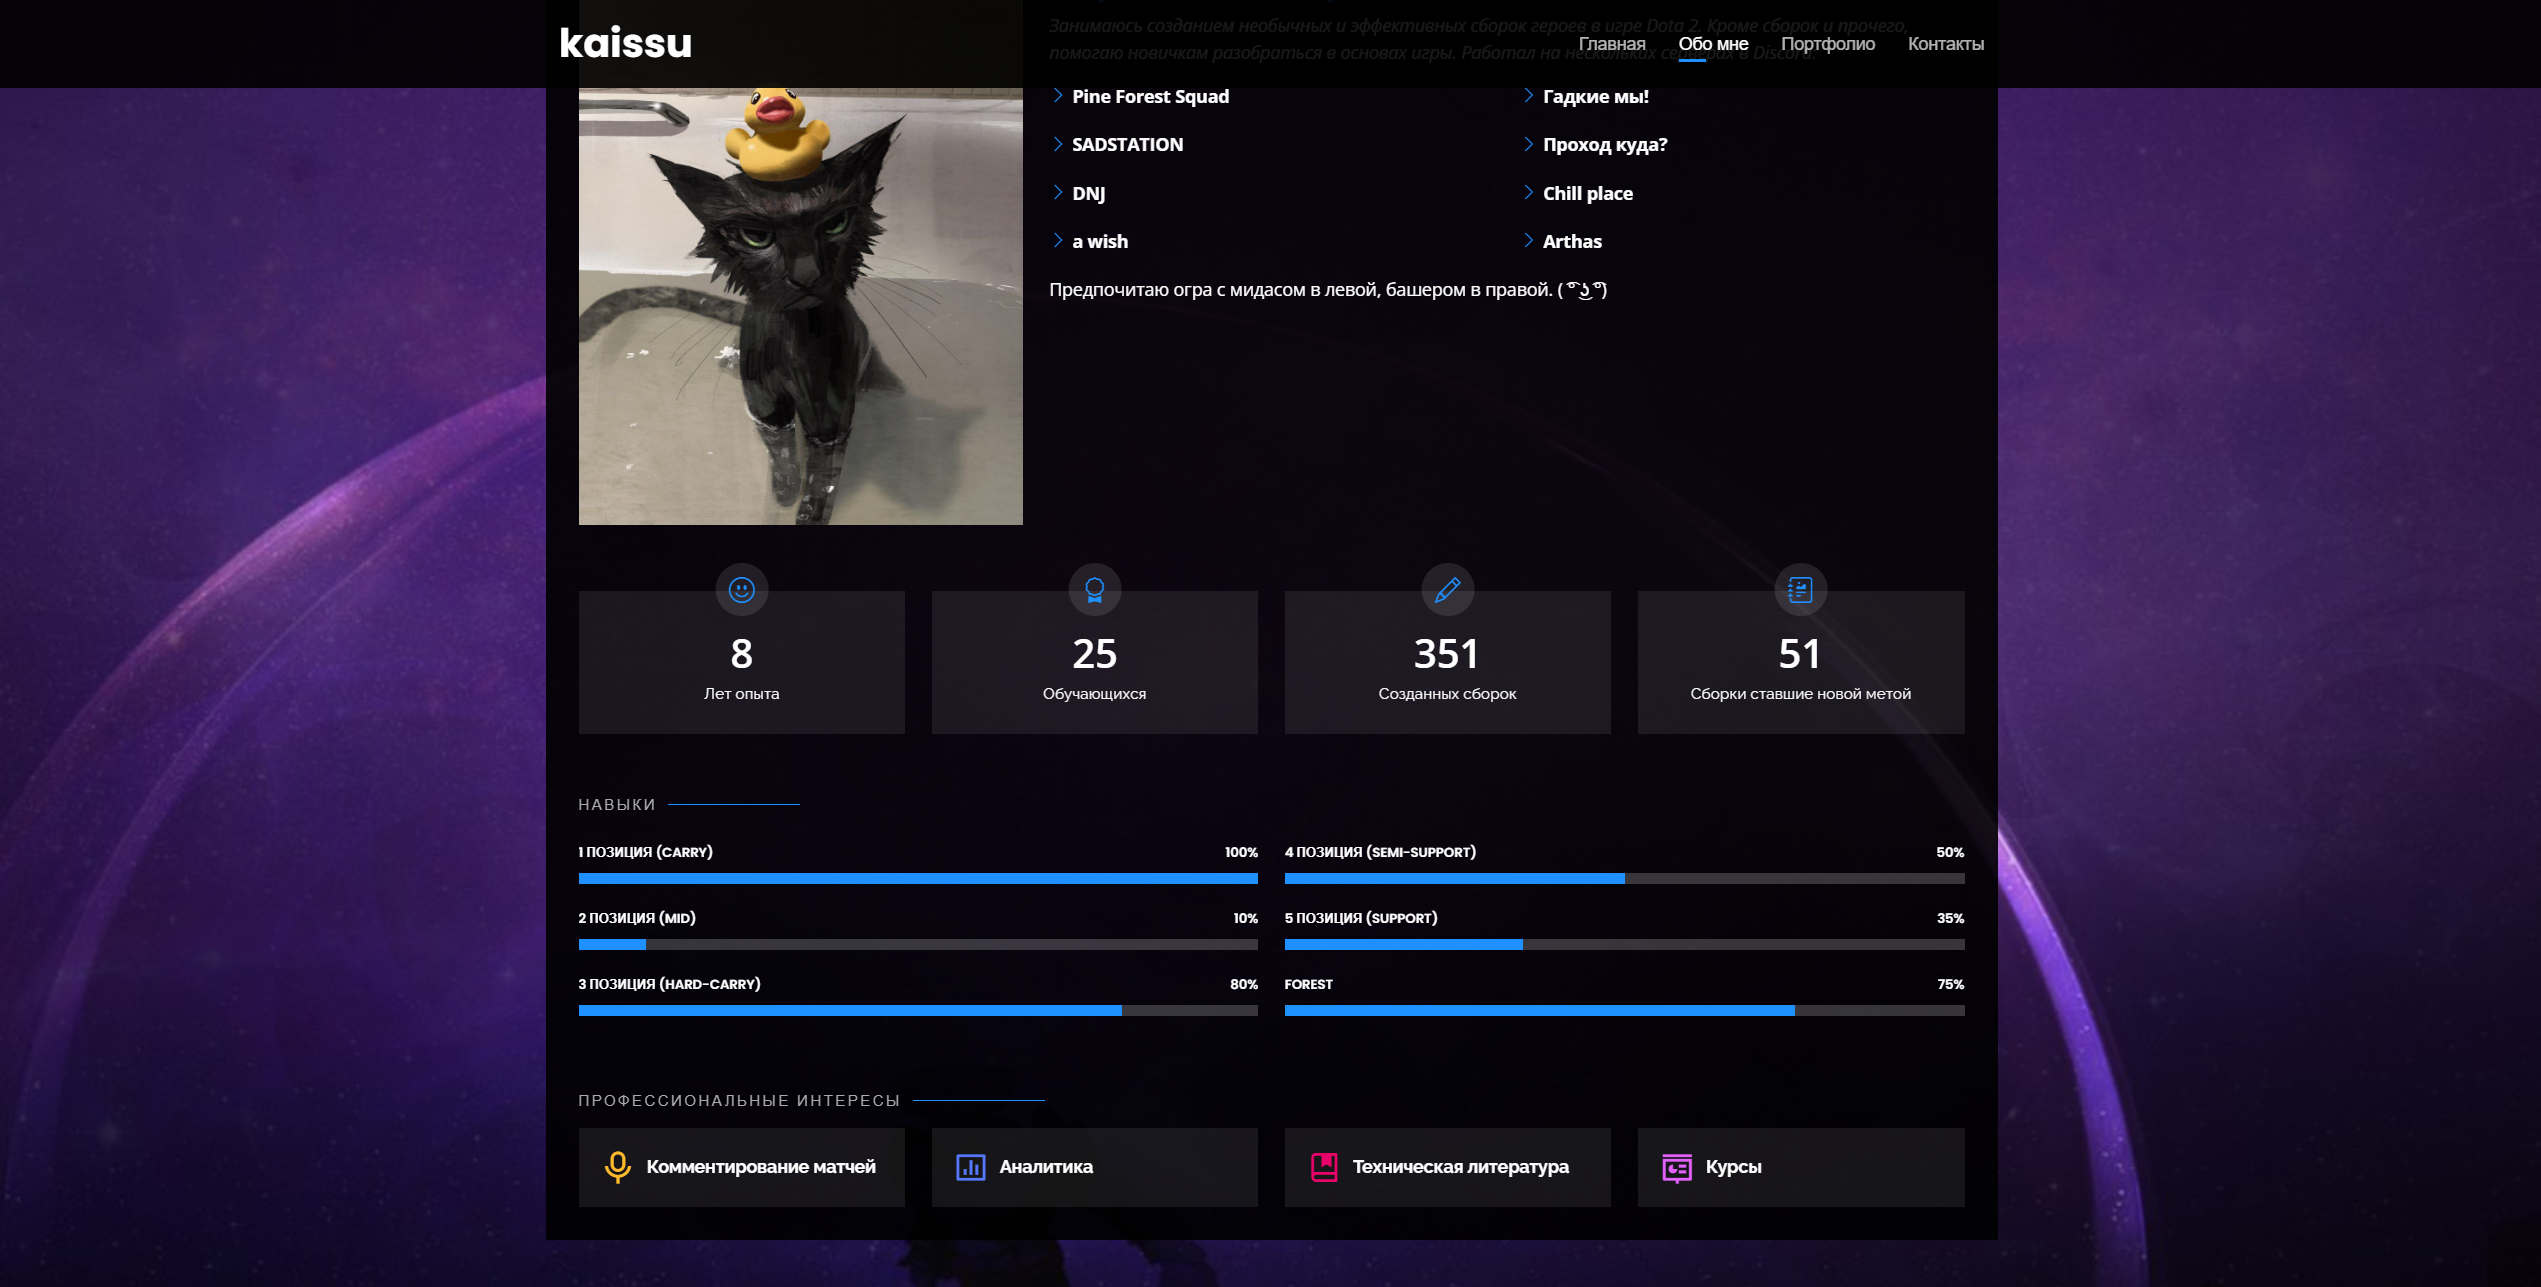 kaissu
Главная Обо мне Портфолио Контакты
Занимаюсь созданием необычных и эффективных сборок героев в игре Dota 2. Кроме сборок и прочего,
помогаю новичкам разобраться в основах игры. Работал на нескольких серверах в Discord.
Pine Forest Squad
Гадкие мы!
SADSTATION
Проход куда?
DNJ
Chill place
a wish
Arthas
Предпочитаю огра с мидасом в левой, башером в правой. ( ͡° ͜ʖ ͡°)
8
Лет опыта
25
Обучающихся
351
Созданных сборок
51
Сборки ставшие новой метой
НАВЫКИ
1 ПОЗИЦИЯ (CARRY) 100%
4 ПОЗИЦИЯ (SEMI-SUPPORT) 50%
2 ПОЗИЦИЯ (MID) 10%
5 ПОЗИЦИЯ (SUPPORT) 35%
3 ПОЗИЦИЯ (HARD-CARRY) 80%
FOREST 75%
ПРОФЕССИОНАЛЬНЫЕ ИНТЕРЕСЫ
Комментирование матчей
Аналитика
Техническая литература
Курсы